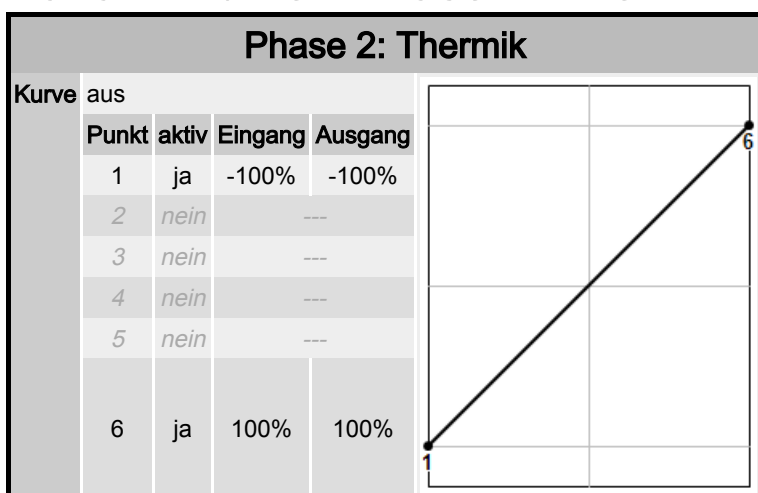 Phase 2: Thermik
Kurve aus
Punkt aktiv Eingang Ausgang
1 ja -100% -100%
2 nein ---
3 nein ---
4 nein ---
5 nein ---
6 ja 100% 100%
6
1